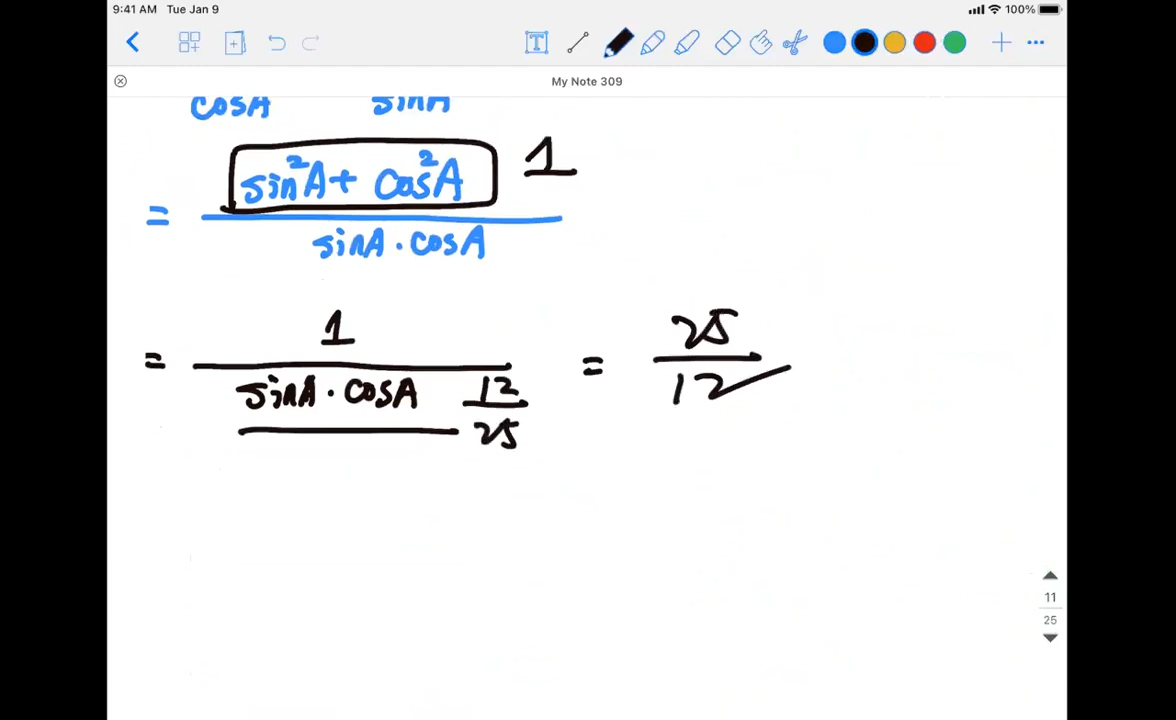 9:41 AM Tue Jan 9 100%
T
My Note 309
cosA sinA
sin²A + cos²A 1
=
sinA · cosA
1 25
= =
sinA · cosA 12 12
25
11
25